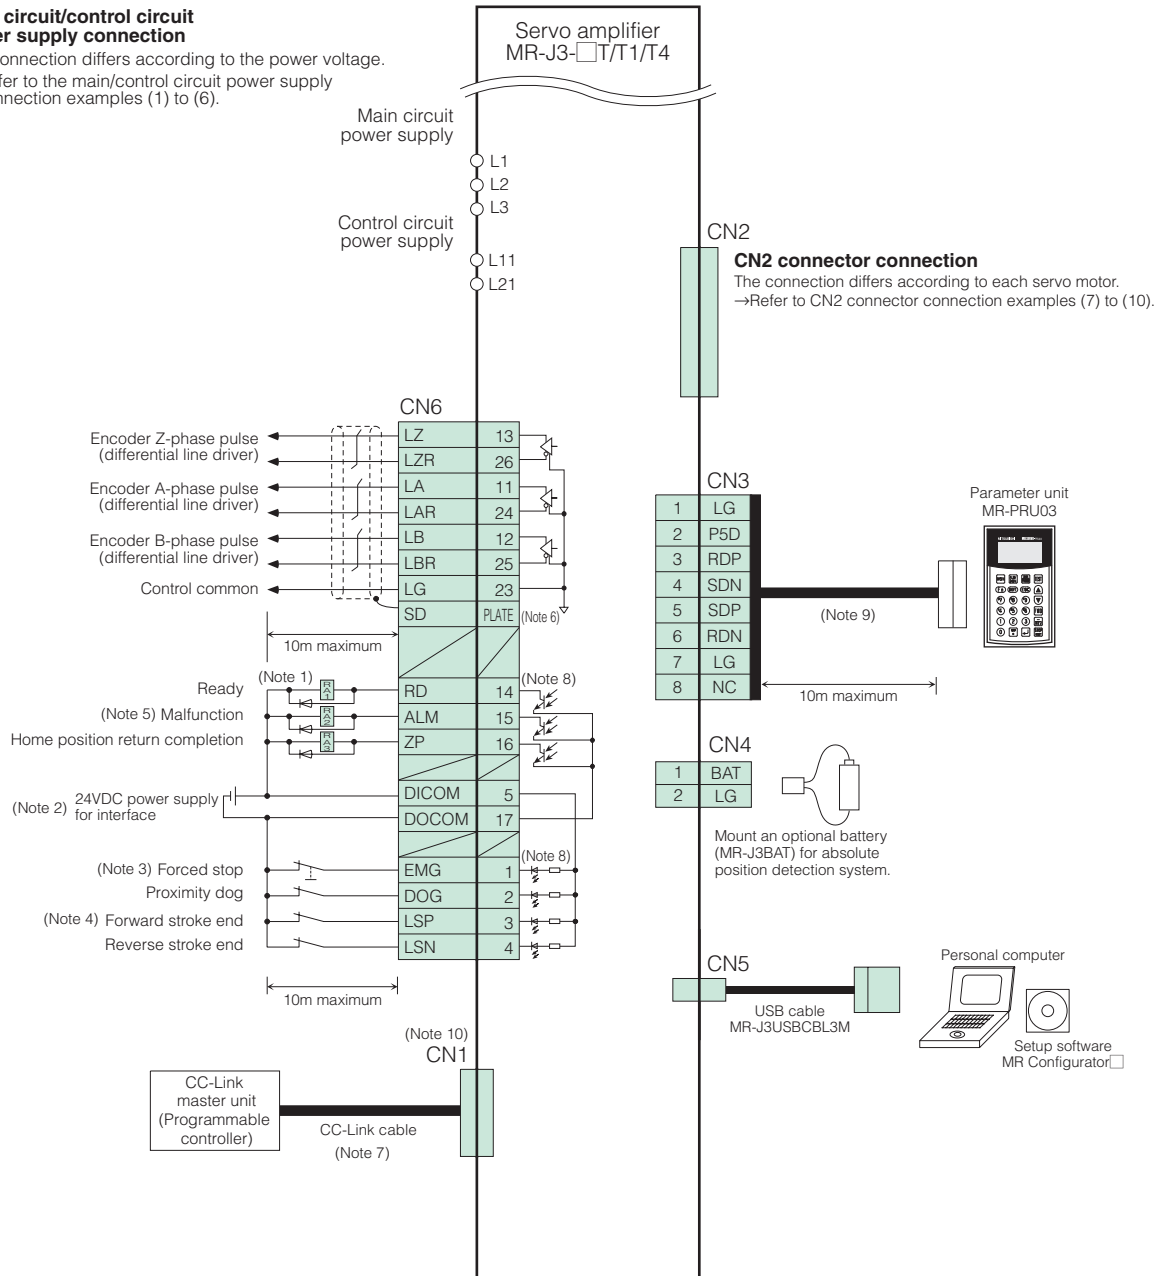 circuit/control circuit
supply connection
onnection differs according to the power voltage.
fer to the main/control circuit power supply
nnection examples (1) to (6).
Servo amplifier
MR-J3-□T/T1/T4
Main circuit
power supply
L1
L2
L3
Control circuit
power supply
L11
L21
CN2
CN2 connector connection
The connection differs according to each servo motor.
→Refer to CN2 connector connection examples (7) to (10).
CN6
Encoder Z-phase pulse
(differential line driver)
LZ 13
LZR 26
Encoder A-phase pulse
(differential line driver)
LA 11
LAR 24
Encoder B-phase pulse
(differential line driver)
LB 12
LBR 25
Control common
LG 23
SD PLATE (Note 6)
10m maximum
(Note 1)
(Note 8)
Ready RA1 RD 14
(Note 5) Malfunction RA2 ALM 15
Home position return completion RA3 ZP 16
(Note 2) 24VDC power supply
for interface
DICOM 5
DOCOM 17
(Note 8)
(Note 3) Forced stop EMG 1
Proximity dog DOG 2
(Note 4) Forward stroke end LSP 3
Reverse stroke end LSN 4
10m maximum
(Note 10)
CN1
CC-Link
master unit
(Programmable
controller)
CC-Link cable
(Note 7)
CN3
1 LG
2 P5D
3 RDP
4 SDN
5 SDP
6 RDN
7 LG
8 NC
(Note 9)
10m maximum
Parameter unit
MR-PRU03
CN4
1 BAT
2 LG
Mount an optional battery
(MR-J3BAT) for absolute
position detection system.
CN5
USB cable
MR-J3USBCBL3M
Personal computer
Setup software
MR Configurator□